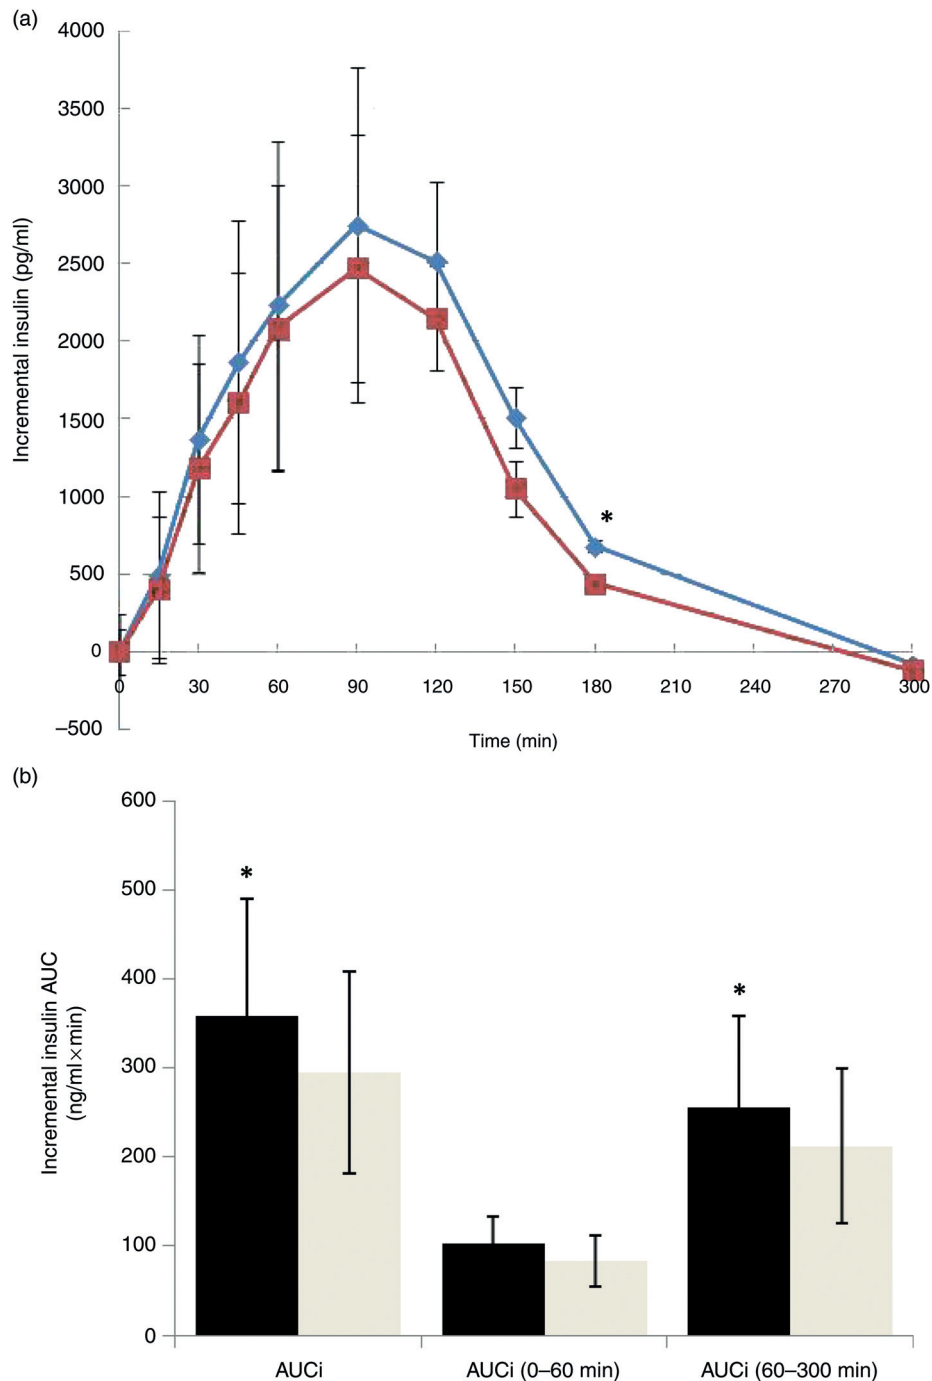 (a)
4000
3500
3000
2500
2000
1500
1000
500
0
–500
Incremental insulin (pg/ml)
*
0 30 60 90 120 150 180 210 240 270 300
Time (min)
(b)
600
500
400
300
200
100
0
Incremental insulin AUC
(ng/ml×min)
*
*
AUCi AUCi (0–60 min) AUCi (60–300 min)